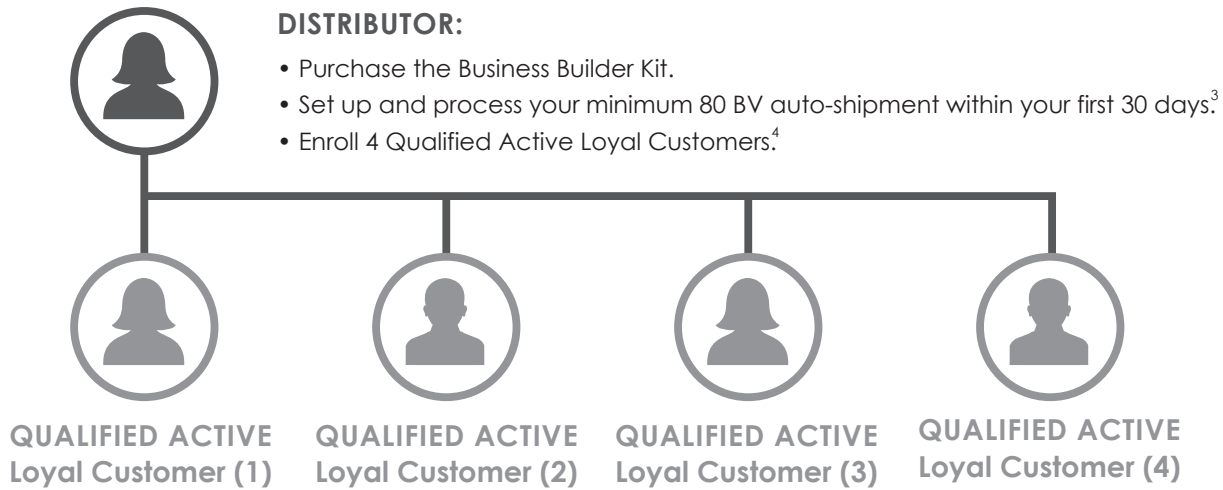 DISTRIBUTOR:
• Purchase the Business Builder Kit.
• Set up and process your minimum 80 BV auto-shipment within your first 30 days.³
• Enroll 4 Qualified Active Loyal Customers.⁴
QUALIFIED ACTIVE
Loyal Customer (1)
QUALIFIED ACTIVE
Loyal Customer (2)
QUALIFIED ACTIVE
Loyal Customer (3)
QUALIFIED ACTIVE
Loyal Customer (4)